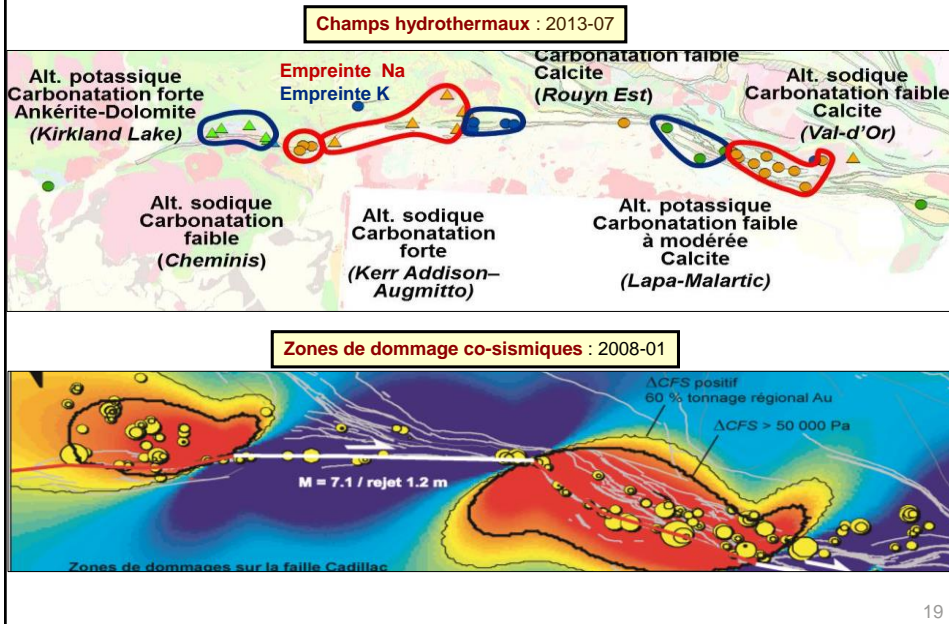 Champs hydrothermaux : 2013-07
Alt. potassique
Carbonatation forte
Ankérite-Dolomite
(Kirkland Lake)
Empreinte Na
Empreinte K
Carbonatation faible
Calcite
(Rouyn Est)
Alt. sodique
Carbonatation faible
Calcite
(Val-d'Or)
Alt. sodique
Carbonatation
faible
(Cheminis)
Alt. sodique
Carbonatation
forte
(Kerr Addison–
Augmitto)
Alt. potassique
Carbonatation faible
à modérée
Calcite
(Lapa-Malartic)
Zones de dommage co-sismiques : 2008-01
ΔCFS positif
60 % tonnage régional Au
ΔCFS > 50 000 Pa
M = 7.1 / rejet 1.2 m
Zones de dommages sur la faille Cadillac
19